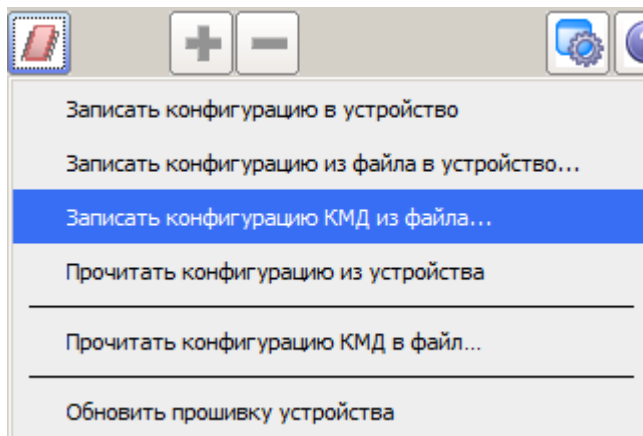 Записать конфигурацию в устройство
Записать конфигурацию из файла в устройство...
Записать конфигурацию КМД из файла...
Прочитать конфигурацию из устройства
Прочитать конфигурацию КМД в файл...
Обновить прошивку устройства